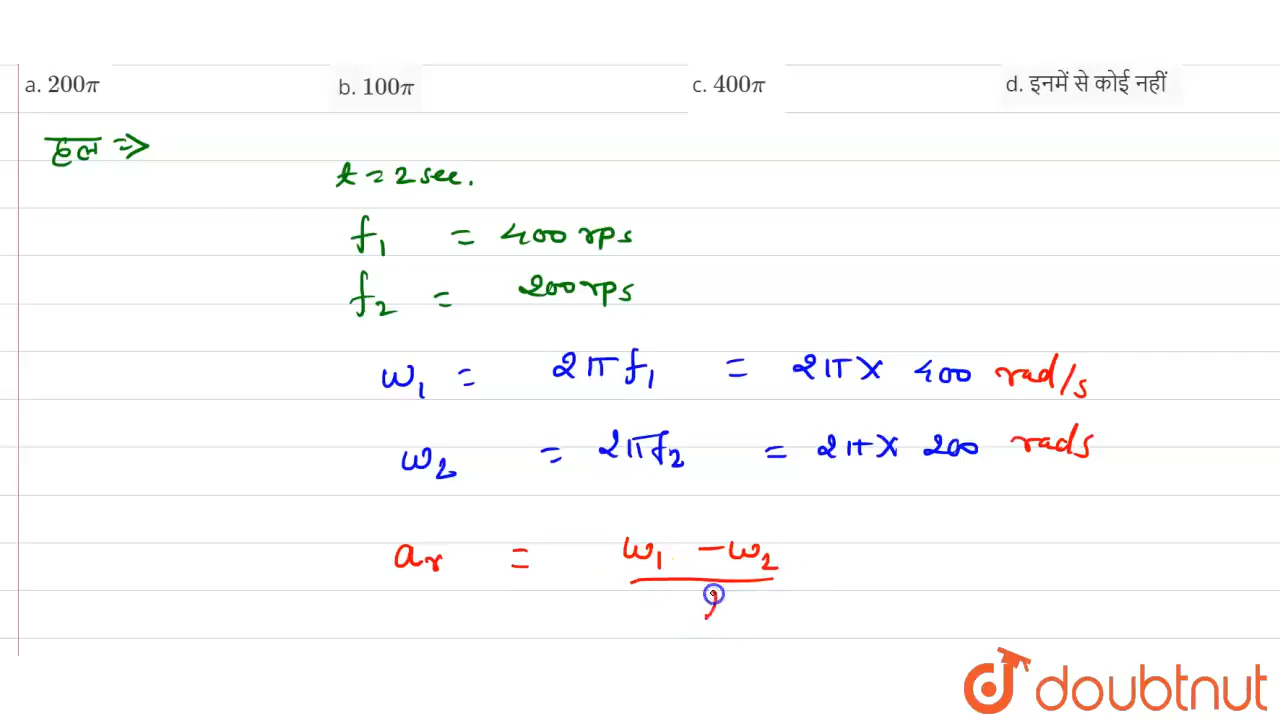 a. 200π b. 100π c. 400π d. इनमें से कोई नहीं
हल ⇒
t = 2 sec.
f₁ = 400 rps
f₂ = 200 rps
ω₁ = 2πf₁ = 2π× 400 rad/s
ω₂ = 2πf₂ = 2π× 200 rads
aᵣ = ω₁ - ω₂
doubtnut